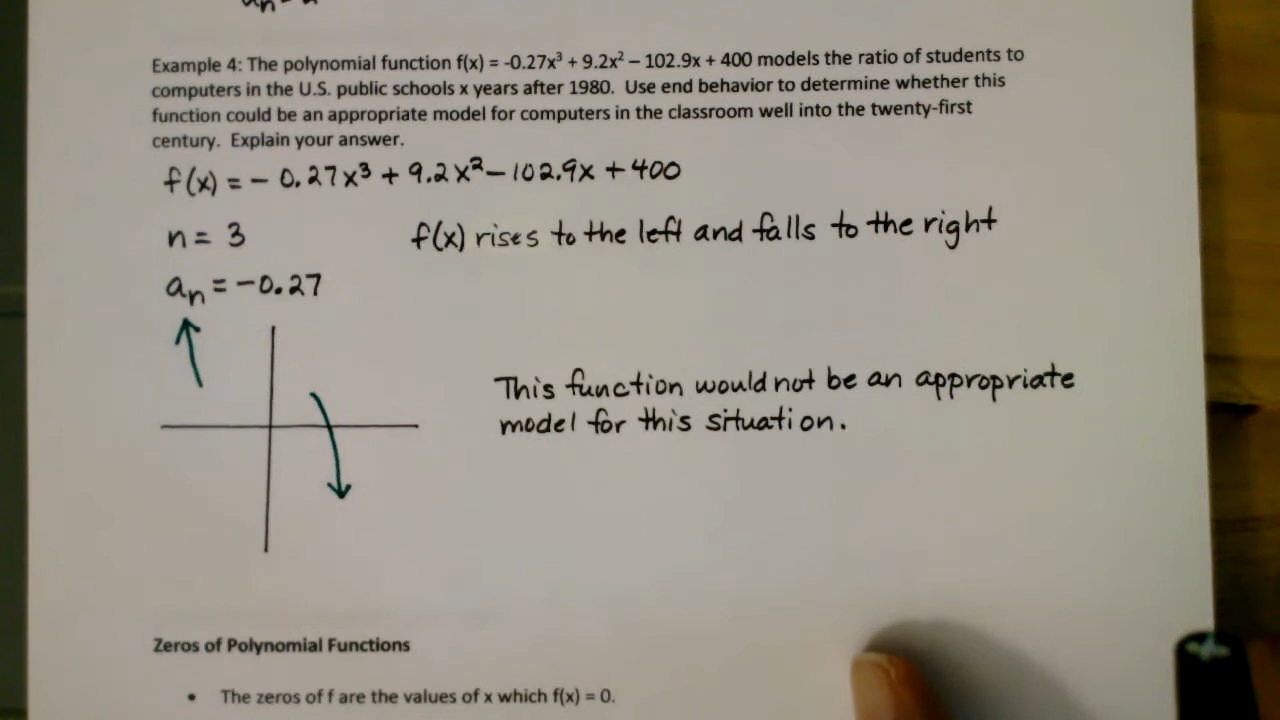 Example 4: The polynomial function f(x) = -0.27x³ + 9.2x² – 102.9x + 400 models the ratio of students to
computers in the U.S. public schools x years after 1980. Use end behavior to determine whether this
function could be an appropriate model for computers in the classroom well into the twenty-first
century. Explain your answer.
f(x) = - 0.27x³ + 9.2x² - 102.9x + 400
n = 3
f(x) rises to the left and falls to the right
aₙ = -0.27
This function would not be an appropriate
model for this situation.
Zeros of Polynomial Functions
• The zeros of f are the values of x which f(x) = 0.